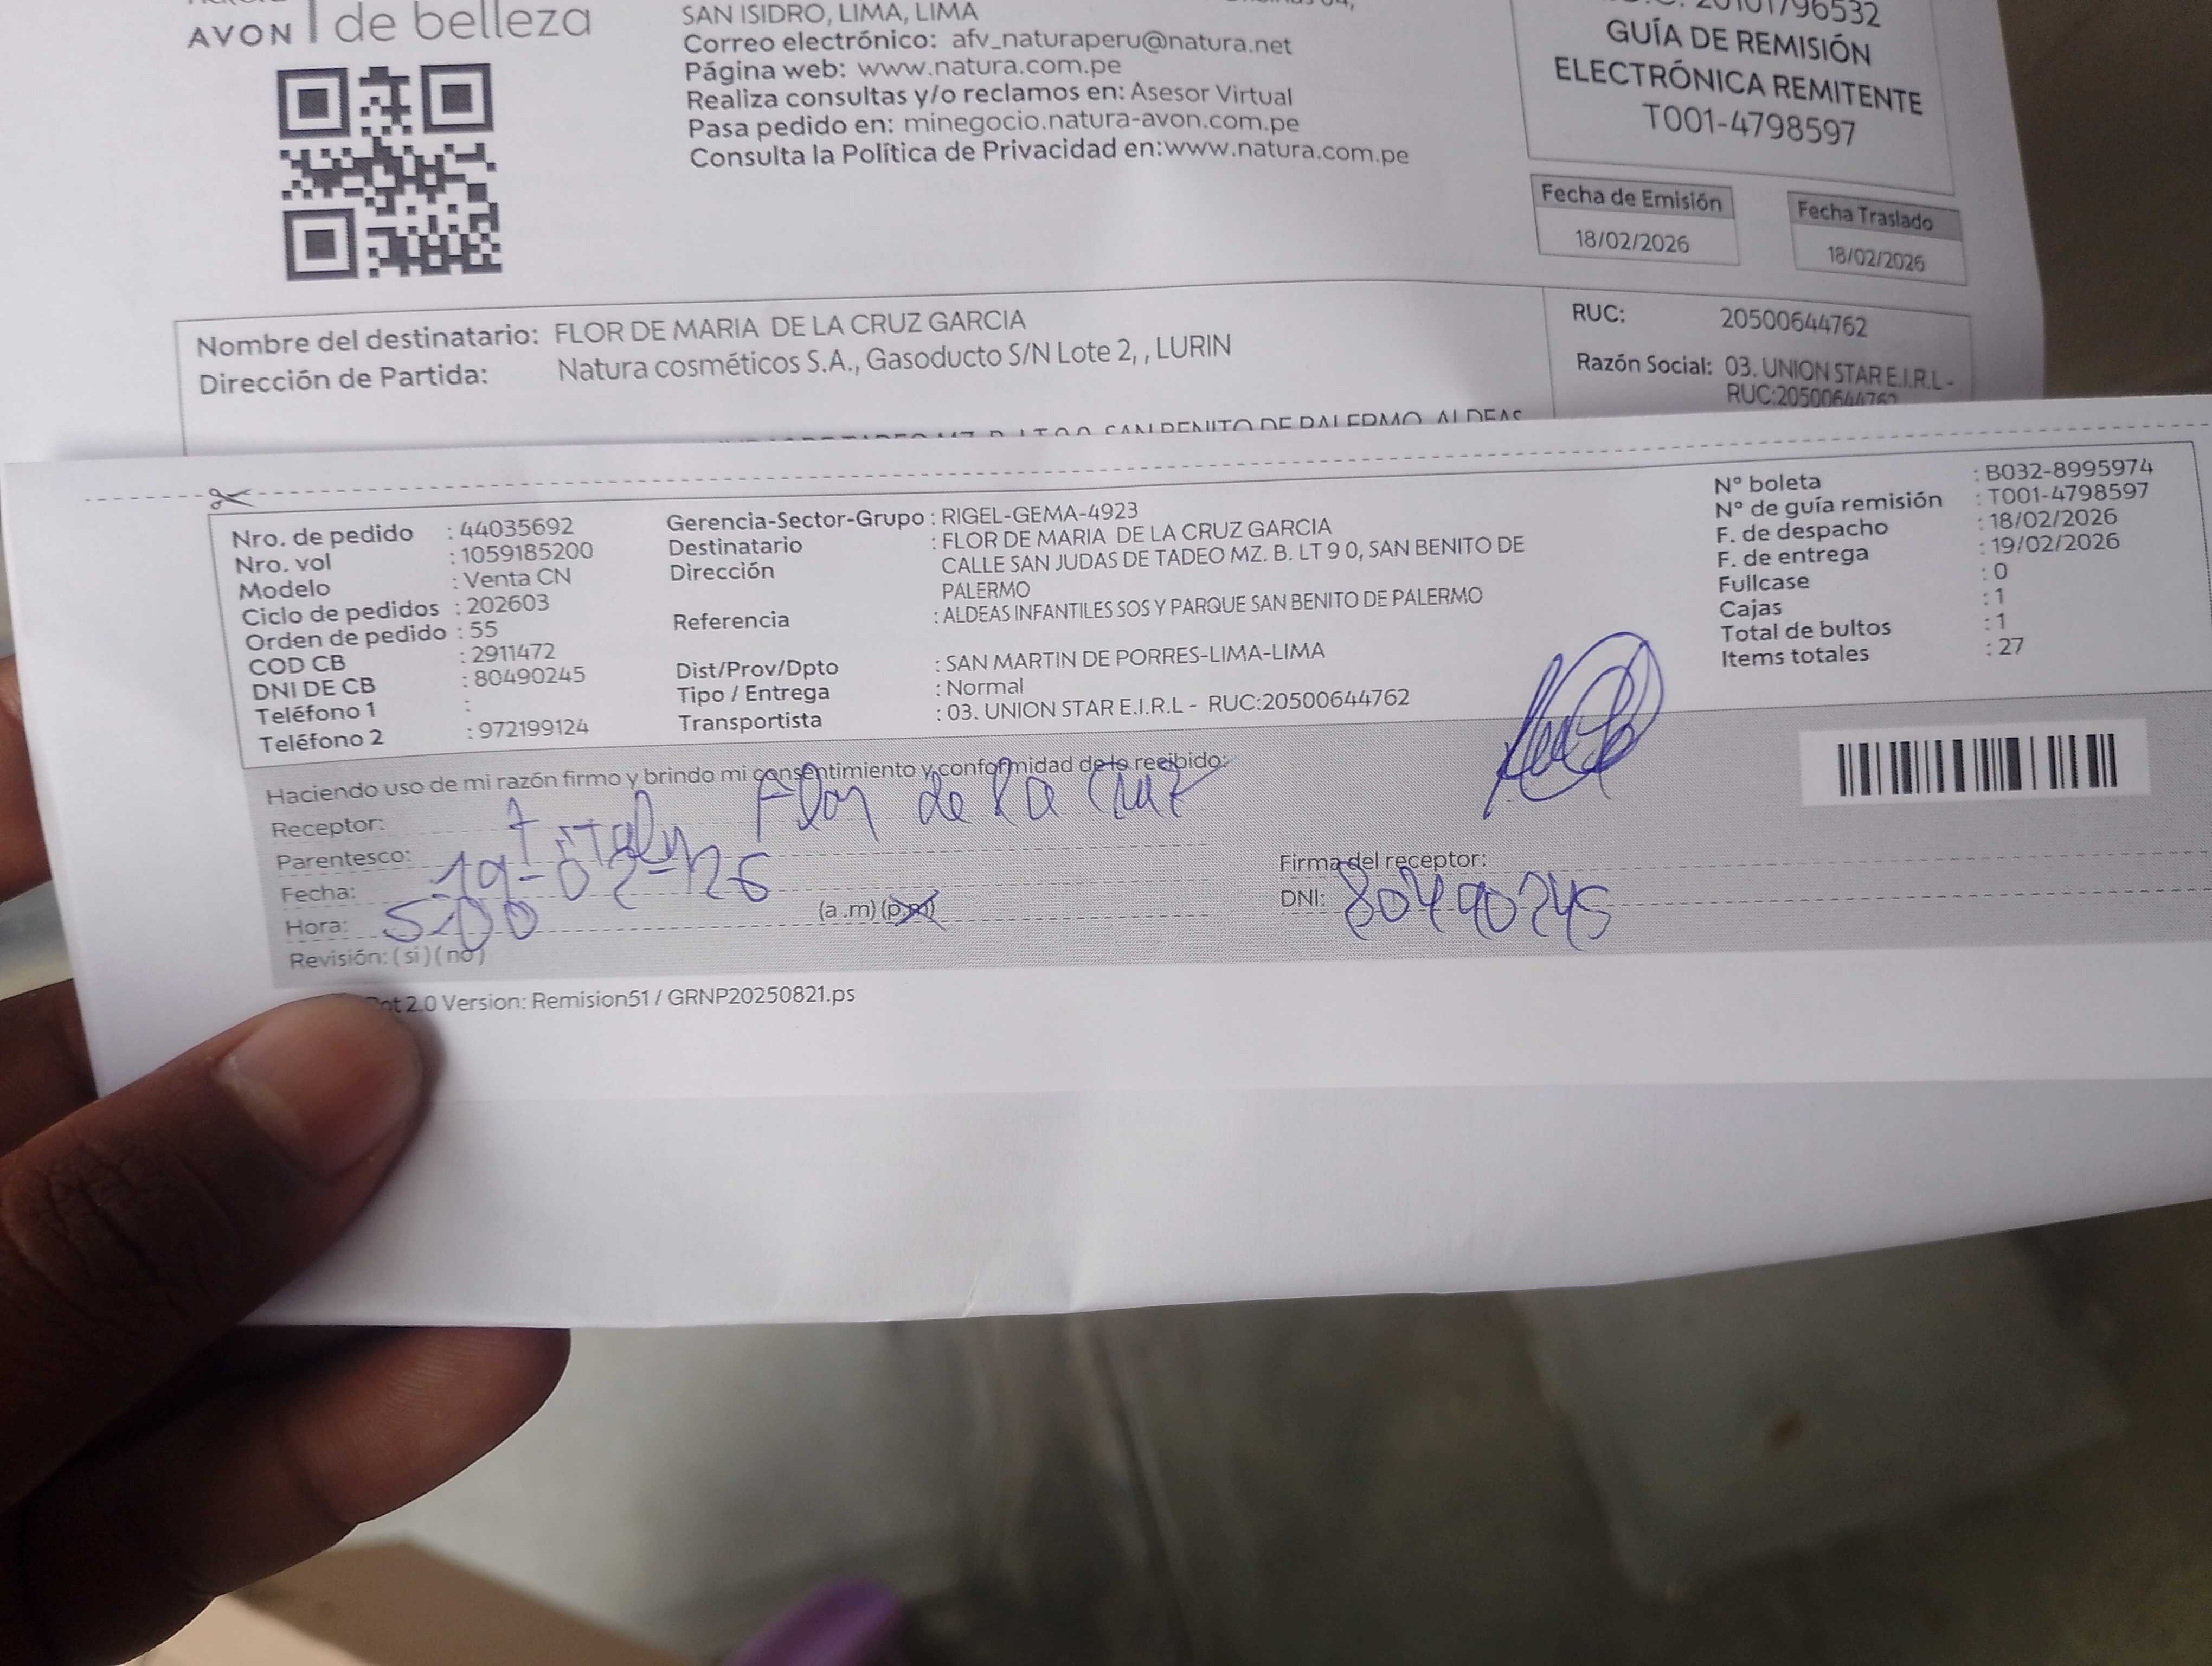 AVON | de belleza
SAN ISIDRO, LIMA, LIMA
Correo electrónico: afv_naturaperu@natura.net
Página web: www.natura.com.pe
Realiza consultas y/o reclamos en: Asesor Virtual
Pasa pedido en: minegocio.natura-avon.com.pe
Consulta la Política de Privacidad en:www.natura.com.pe
20101796532
GUÍA DE REMISIÓN
ELECTRÓNICA REMITENTE
T001-4798597
Fecha de Emisión
18/02/2026
Fecha Traslado
18/02/2026
Nombre del destinatario: FLOR DE MARIA DE LA CRUZ GARCIA
Dirección de Partida: Natura cosméticos S.A., Gasoducto S/N Lote 2, , LURIN
RUC: 20500644762
Razón Social: 03. UNION STAR E.I.R.L -
RUC:20500644762
SAN BENITO DE PALERMO, ALDEAS
Nro. de pedido : 44035692
Nro. vol : 1059185200
Modelo : Venta CN
Ciclo de pedidos : 202603
Orden de pedido : 55
COD CB : 2911472
DNI DE CB : 80490245
Teléfono 1 :
Teléfono 2 : 972199124
Gerencia-Sector-Grupo : RIGEL-GEMA-4923
Destinatario : FLOR DE MARIA DE LA CRUZ GARCIA
Dirección CALLE SAN JUDAS DE TADEO MZ. B. LT 9 0, SAN BENITO DE
PALERMO
Referencia : ALDEAS INFANTILES SOS Y PARQUE SAN BENITO DE PALERMO
Dist/Prov/Dpto : SAN MARTIN DE PORRES-LIMA-LIMA
Tipo / Entrega : Normal
Transportista : 03. UNION STAR E.I.R.L - RUC:20500644762
N° boleta : B032-8995974
N° de guía remisión : T001-4798597
F. de despacho : 18/02/2026
F. de entrega : 19/02/2026
Fullcase : 0
Cajas : 1
Total de bultos : 1
Items totales : 27
Haciendo uso de mi razón firmo y brindo mi consentimiento y conformidad de lo recibido:
Receptor: Flor de la Cruz
Parentesco:
Fecha: 19-02-26
Hora: 5:00 (a .m) (p.m)
Revisión: ( si ) ( no )
Firma del receptor:
DNI: 80490245
2.0 Version: Remision51 / GRNP20250821.ps